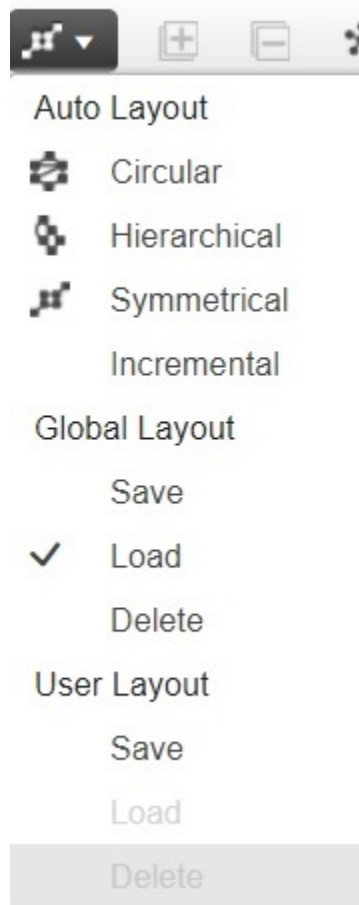 Auto Layout
Circular
Hierarchical
Symmetrical
Incremental
Global Layout
Save
Load
Delete
User Layout
Save
Load
Delete